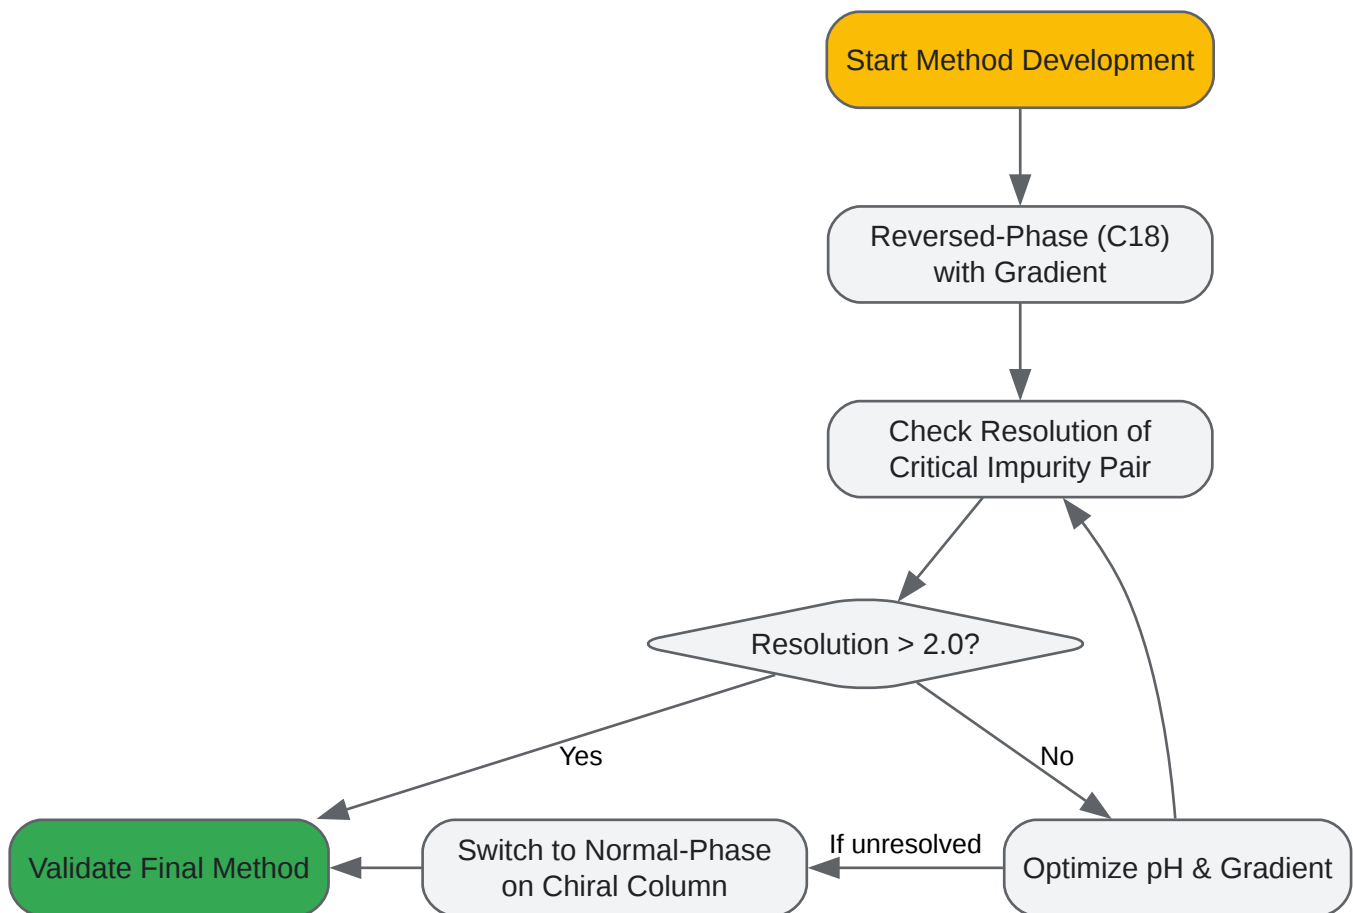 Start Method Development
Reversed-Phase (C18)
with Gradient
Check Resolution of
Critical Impurity Pair
Resolution > 2.0?
Yes
No
Validate Final Method
Switch to Normal-Phase
on Chiral Column
If unresolved
Optimize pH & Gradient